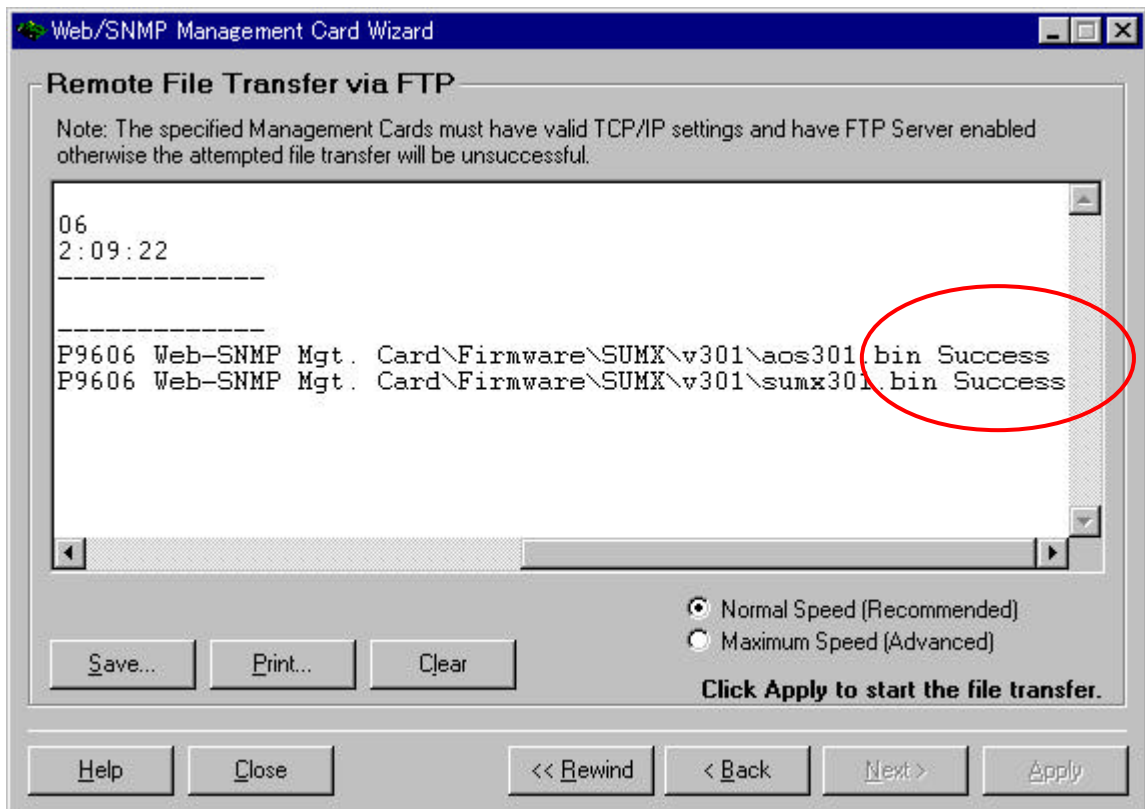 Web/SNMP Management Card Wizard
Remote File Transfer via FTP
Note: The specified Management Cards must have valid TCP/IP settings and have FTP Server enabled
otherwise the attempted file transfer will be unsuccessful.
06
2:09:22
-------------
-------------
P9606 Web-SNMP Mgt. Card\Firmware\SUMX\v301\aos301.bin Success
P9606 Web-SNMP Mgt. Card\Firmware\SUMX\v301\sumx301.bin Success
Normal Speed (Recommended)
Maximum Speed (Advanced)
Save... Print... Clear
Click Apply to start the file transfer.
Help Close << Rewind < Back Next > Apply